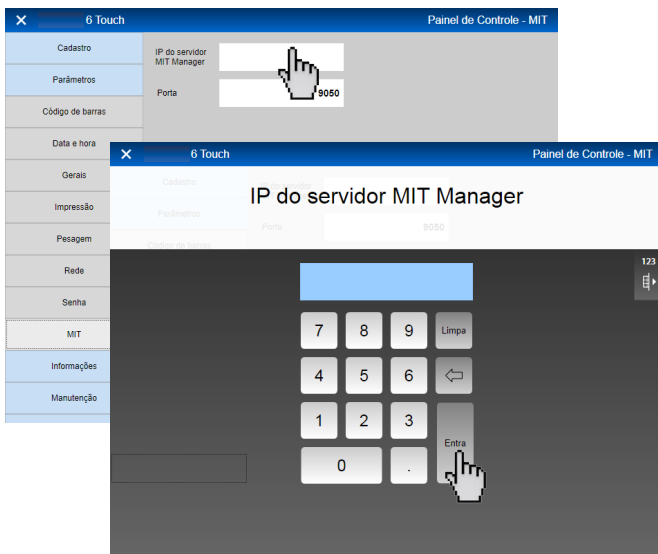 6 Touch
Painel de Controle - MIT
Cadastro
Parâmetros
Código de barras
Data e hora
Gerais
Impressão
Pesagem
Rede
Senha
MIT
Informações
Manutenção
IP do servidor
MIT Manager
Porta
9050
6 Touch
Painel de Controle - MIT
IP do servidor MIT Manager
Cadastro
Parâmetros
Código de barras
Porta
9050
123
7 8 9 Limpa
4 5 6
1 2 3
Entra
0 .